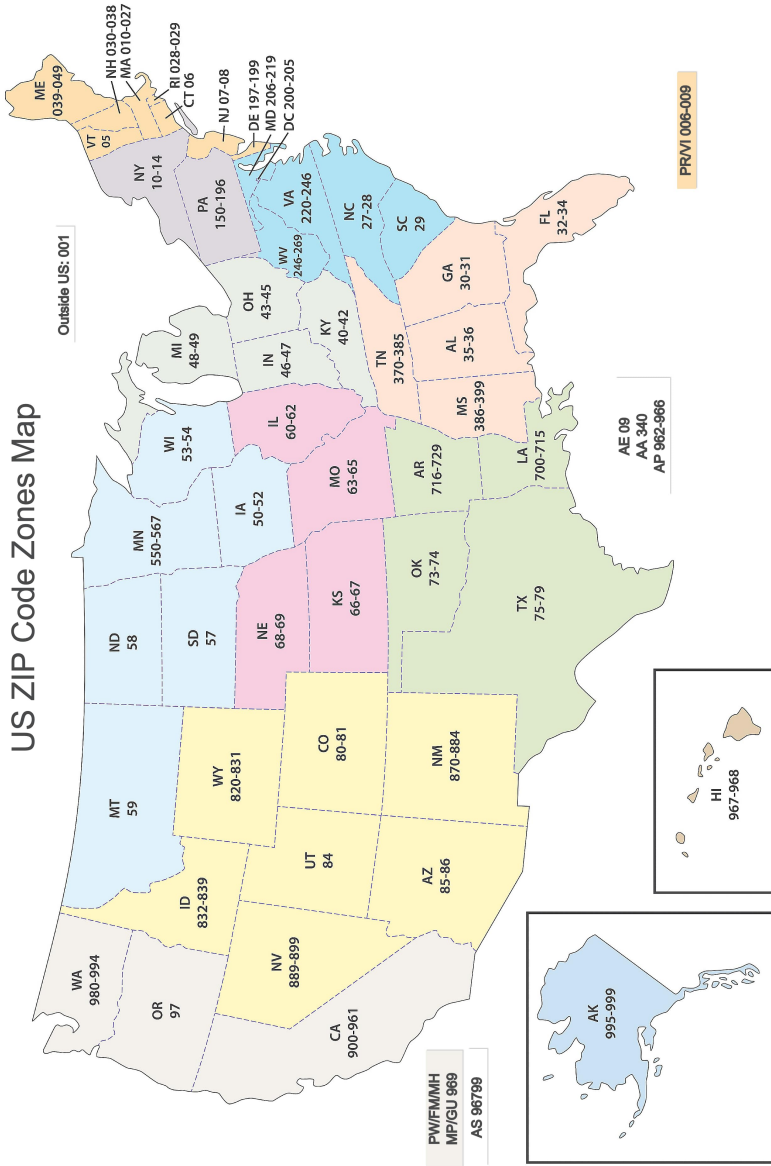 US ZIP Code Zones Map
Outside US: 001
WA
980-994
OR
97
CA
900-961
NV
889-899
ID
832-839
MT
59
WY
820-831
UT
84
AZ
85-86
CO
80-81
NM
870-884
ND
58
SD
57
NE
68-69
KS
66-67
OK
73-74
TX
75-79
MN
550-567
IA
50-52
MO
63-65
AR
716-729
LA
700-715
WI
53-54
IL
60-62
MI
48-49
IN
46-47
OH
43-45
KY
40-42
TN
370-385
MS
386-399
AL
35-36
GA
30-31
FL
32-34
SC
29
NC
27-28
VA
220-246
WV
246-269
PA
150-196
NY
10-14
VT
05
ME
039-049
NH 030-038
MA 010-027
RI 028-029
CT 06
NJ 07-08
DE 197-199
MD 206-219
DC 200-205
PW/FM/MH
MP/GU 969
AS 96799
AK
995-999
HI
967-968
AE 09
AA 340
AP 962-966
PR/VI 006-009